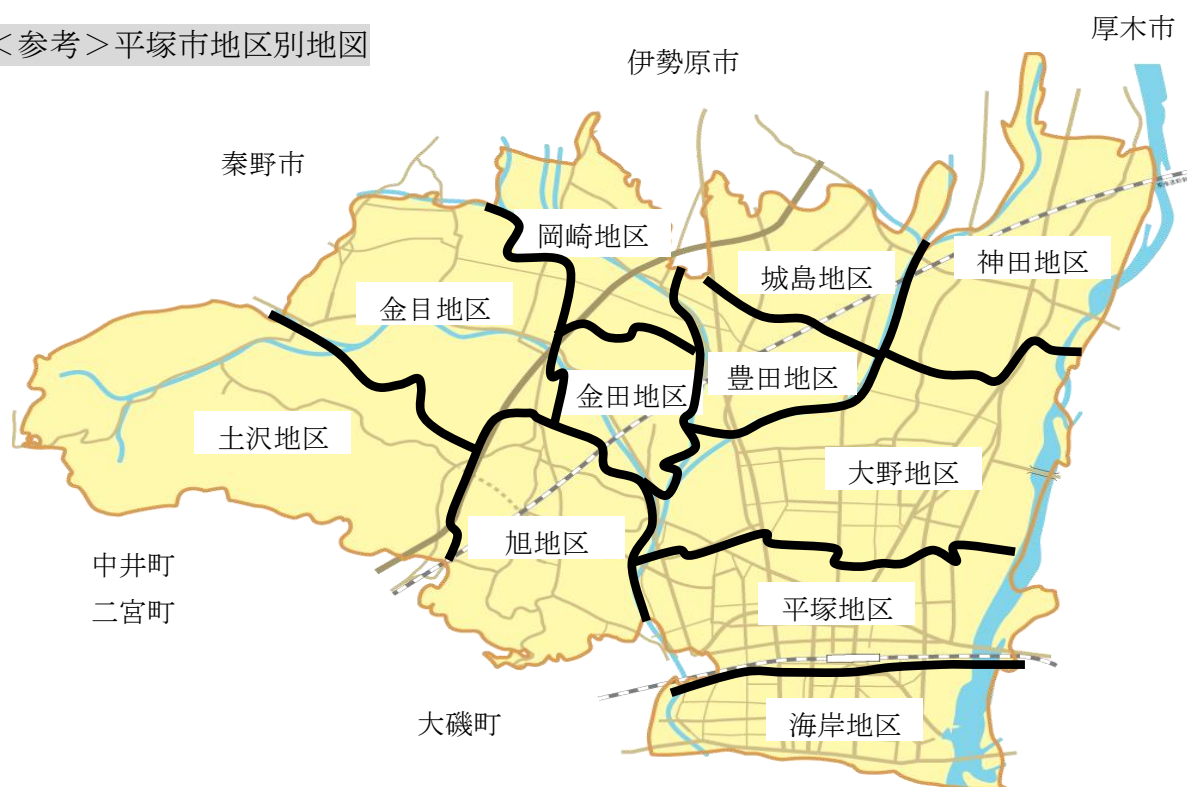 ＜参考＞平塚市地区別地図
厚木市
伊勢原市
秦野市
岡崎地区
神田地区
城島地区
金目地区
豊田地区
金田地区
土沢地区
大野地区
旭地区
中井町
二宮町
平塚地区
大磯町
海岸地区